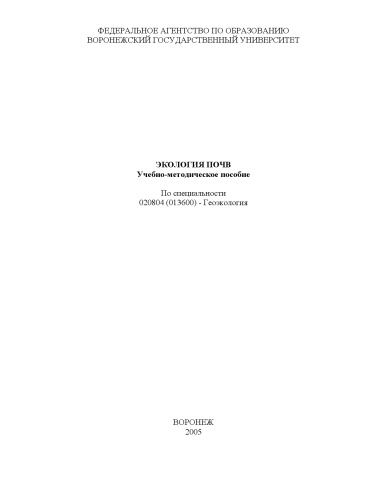 ФЕДЕРАЛЬНОЕ АГЕНТСТВО ПО ОБРАЗОВАНИЮ
ВОРОНЕЖСКИЙ ГОСУДАРСТВЕННЫЙ УНИВЕРСИТЕТ
ЭКОЛОГИЯ ПОЧВ
Учебно-методическое пособие
По специальности
020804 (013600) - Геоэкология
ВОРОНЕЖ
2005